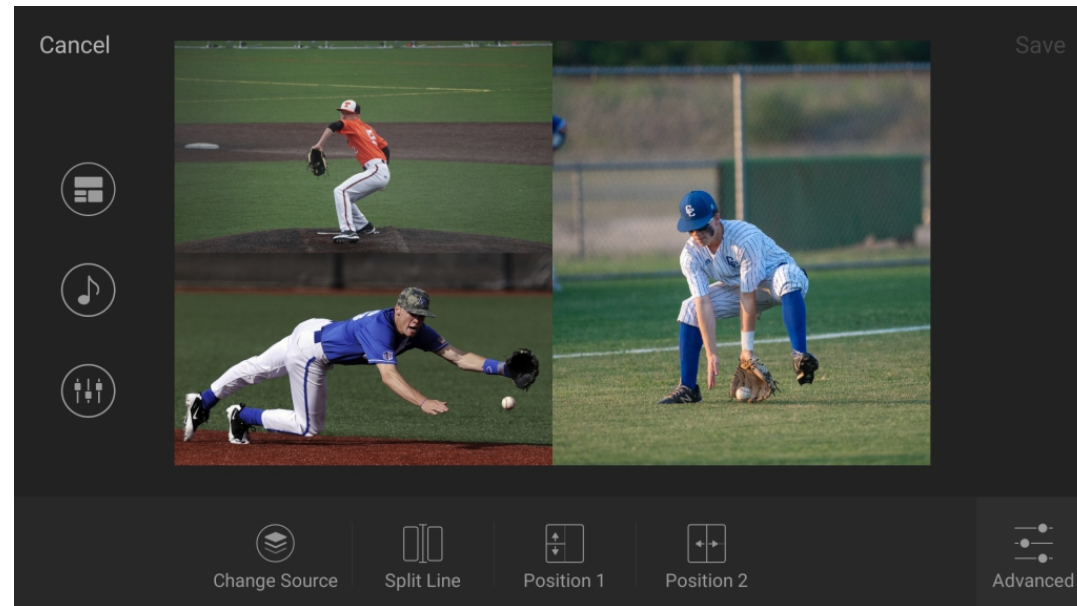 Cancel
Save
Change Source
Split Line
Position 1
Position 2
Advanced